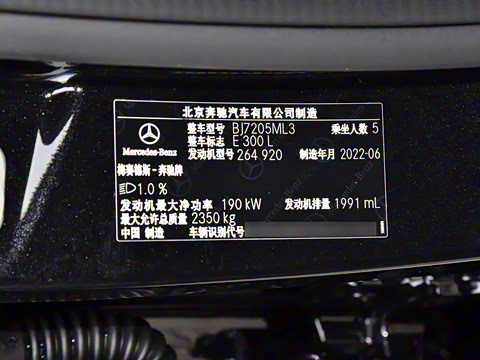 北京奔驰汽车有限公司制造
整车型号 BJ7205ML3 乘坐人数 5
整车标志 E 300 L
发动机型号 264 920 制造年月 2022-06
Mercedes-Benz
梅赛德斯-奔驰牌
1.0 %
发动机最大净功率 190 kW 发动机排量 1991 mL
最大允许总质量 2350 kg
中国 制造 车辆识别代号